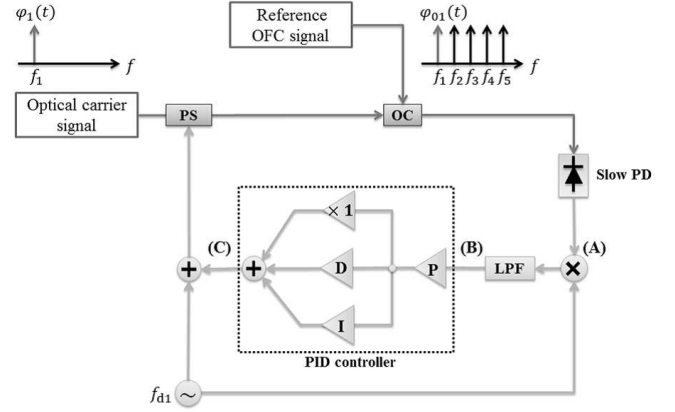 φ₁(t)
f₁
f
Optical carrier
signal
Reference
OFC signal
φ₀₁(t)
f₁ f₂ f₃ f₄ f₅
f
PS
OC
Slow PD
(A)
×
LPF
(B)
P
× 1
D
I
+
(C)
+
PID controller
f_d1
~